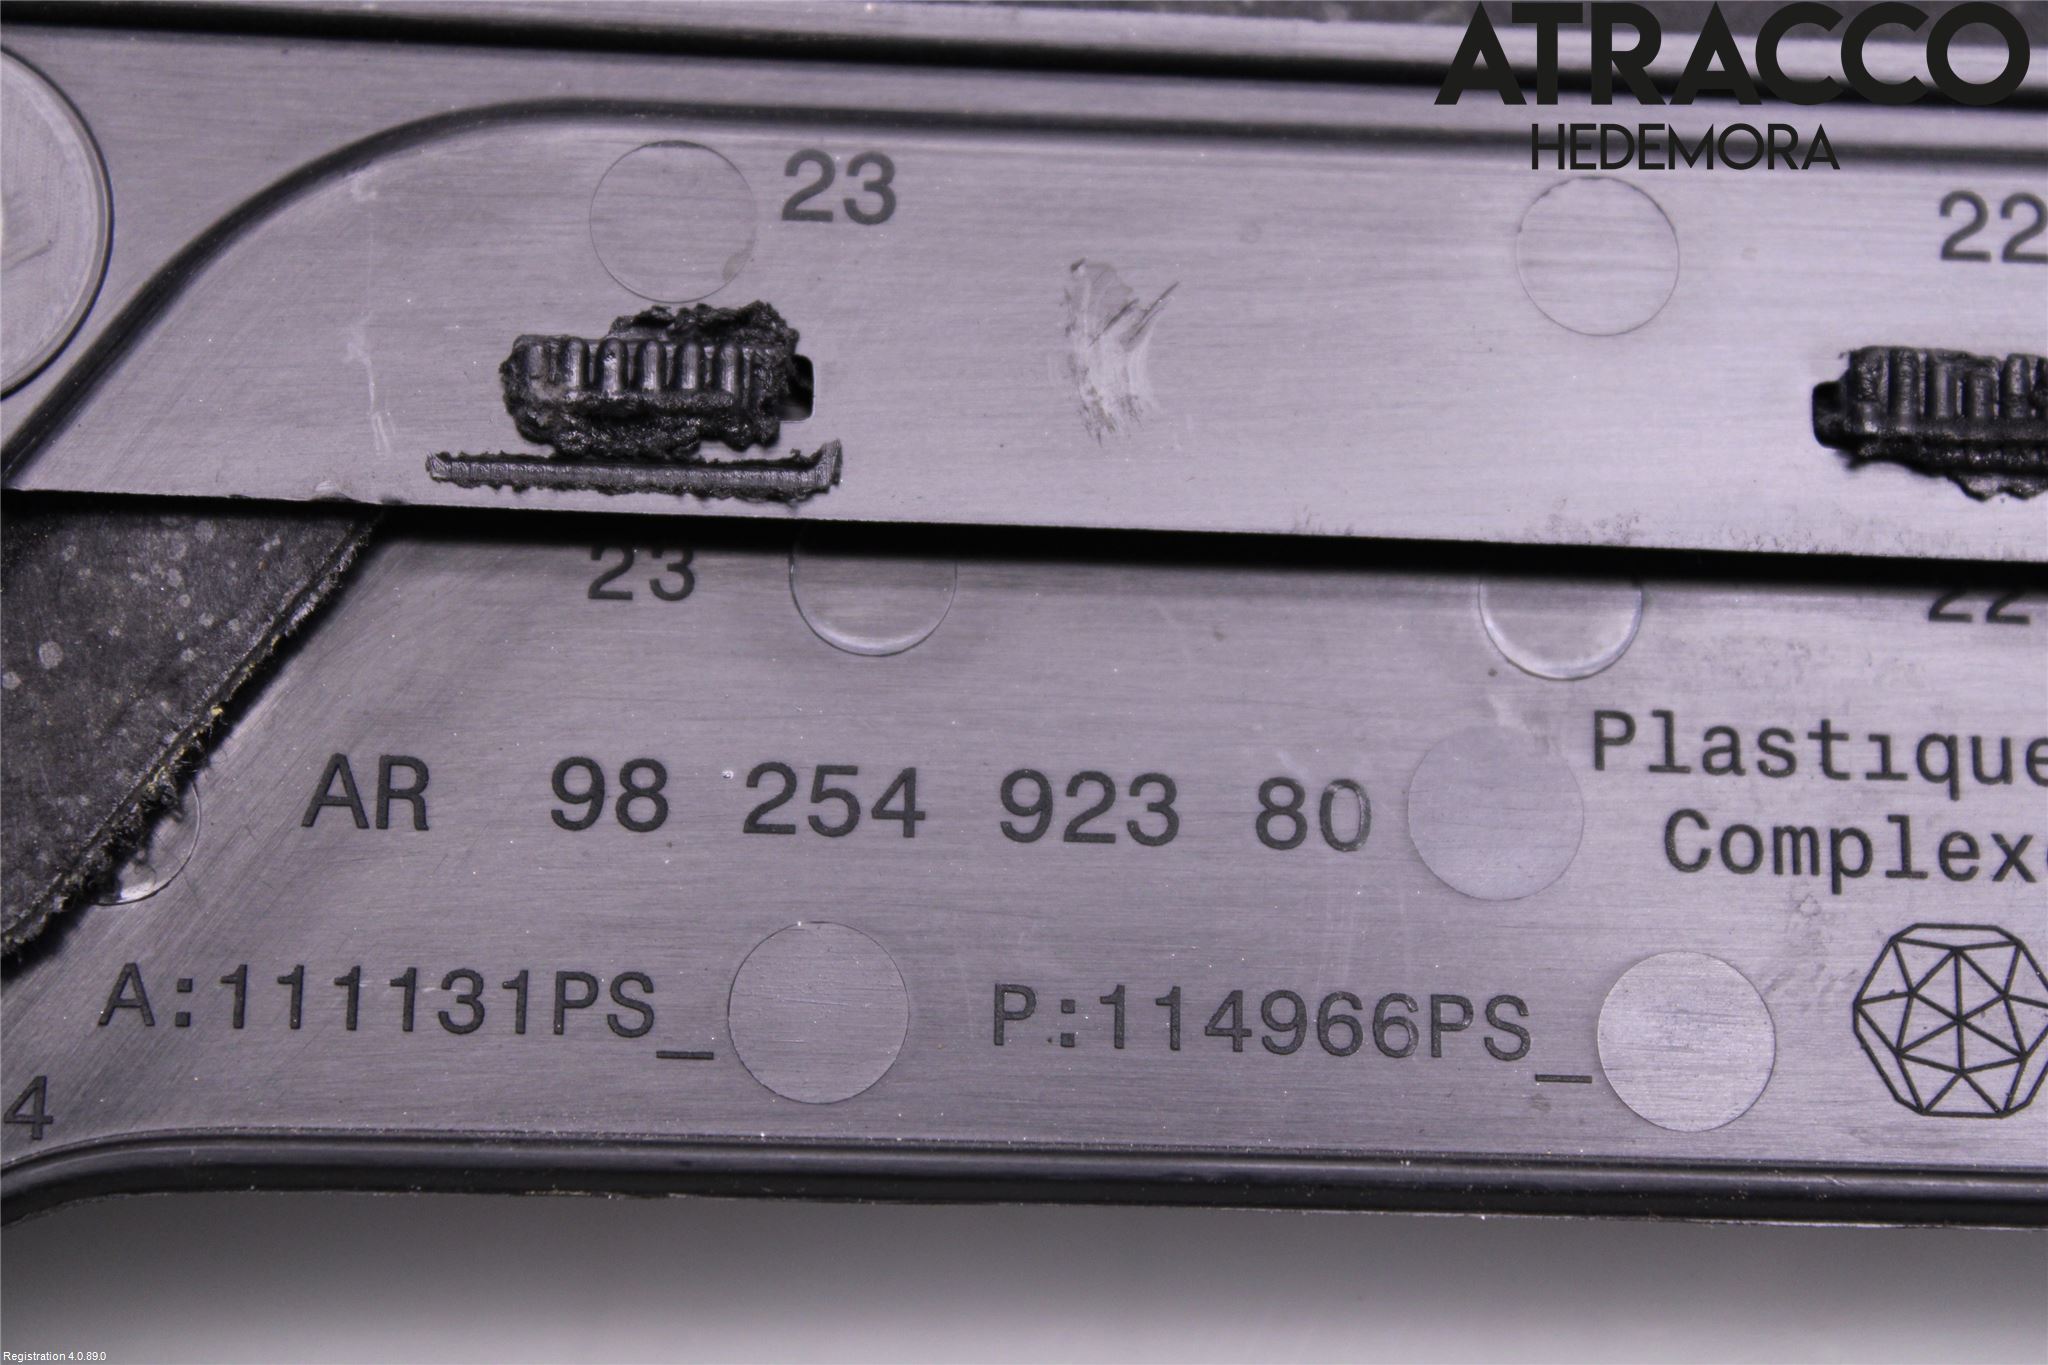 ATRACCO
HEDEMORA
23
22
23
22
AR 98 254 923 80
Plastique
Complexe
A:111131PS_
P:114966PS_
4
Registration 4.0.89.0